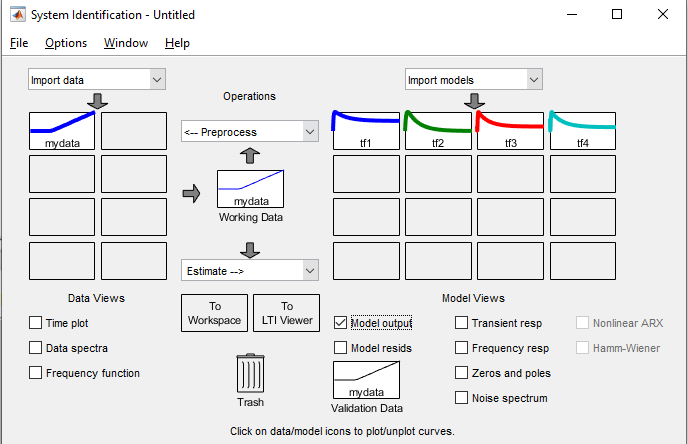 System Identification - Untitled
File Options Window Help
Import data
Import models
Operations
<-- Preprocess
mydata
tf1
tf2
tf3
tf4
mydata
Working Data
Estimate -->
Data Views
Model Views
To
Workspace
To
LTI Viewer
Time plot
Data spectra
Frequency function
Model output
Model resids
Transient resp
Frequency resp
Zeros and poles
Noise spectrum
Nonlinear ARX
Hamm-Wiener
Trash
mydata
Validation Data
Click on data/model icons to plot/unplot curves.